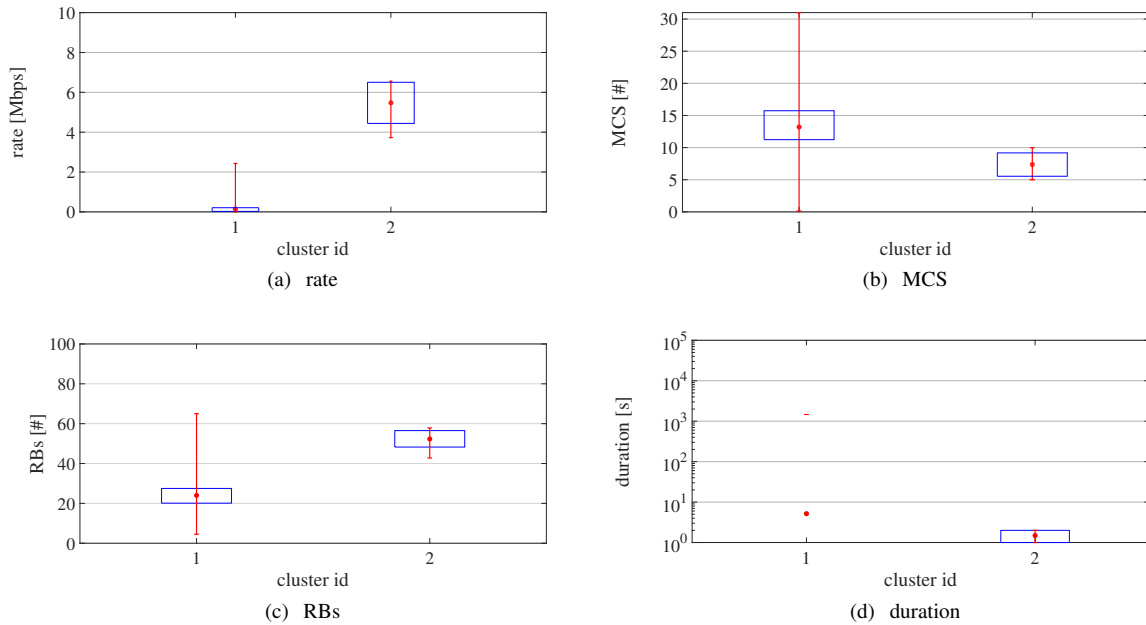 10
8
6
4
2
0
rate [Mbps]
1 2
cluster id
(a) rate
30
25
20
15
10
5
0
MCS [#]
1 2
cluster id
(b) MCS
100
80
60
40
20
0
RBs [#]
1 2
cluster id
(c) RBs
10^5
10^4
10^3
10^2
10^1
10^0
duration [s]
1 2
cluster id
(d) duration